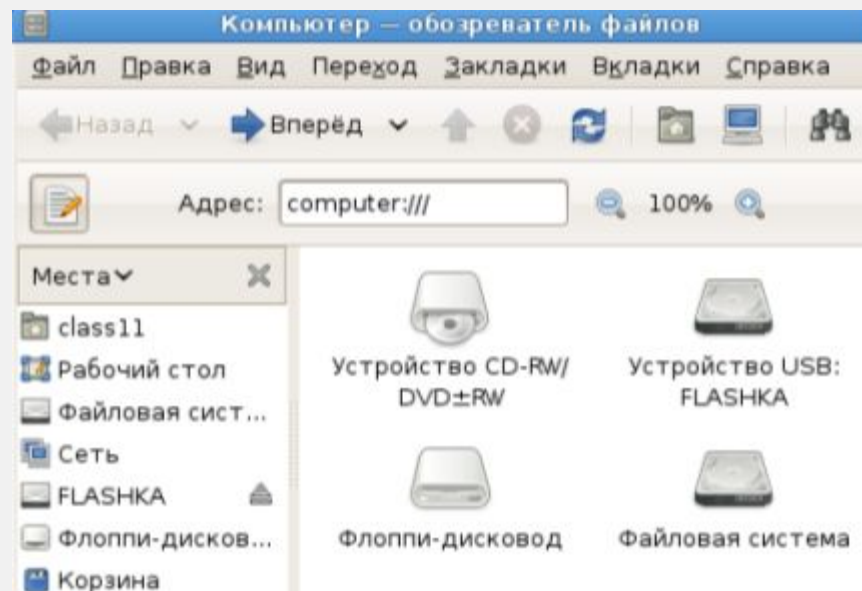 Компьютер — обозреватель файлов
Файл Правка Вид Переход Закладки Вкладки Справка
Назад Вперёд
Адрес: computer:/// 100%
Места
class11
Рабочий стол
Файловая сист...
Сеть
FLASHKA
Флоппи-дисков...
Корзина
Устройство CD-RW/
DVD±RW
Устройство USB:
FLASHKA
Флоппи-дисковод
Файловая система